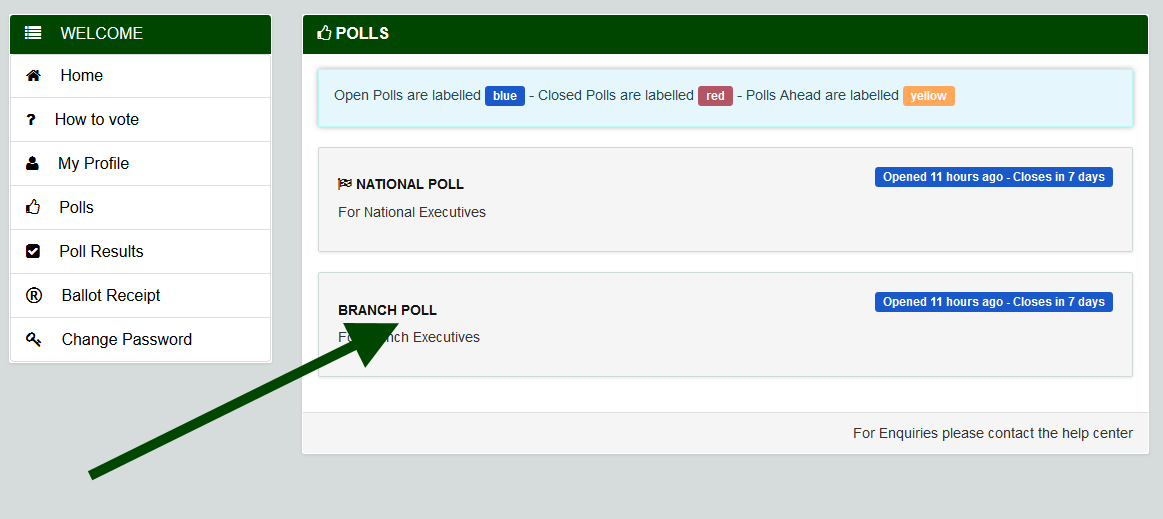 WELCOME
Home
How to vote
My Profile
Polls
Poll Results
Ballot Receipt
Change Password
POLLS
Open Polls are labelled blue - Closed Polls are labelled red - Polls Ahead are labelled yellow
NATIONAL POLL
Opened 11 hours ago - Closes in 7 days
For National Executives
BRANCH POLL
Opened 11 hours ago - Closes in 7 days
Executives
For Enquiries please contact the help center